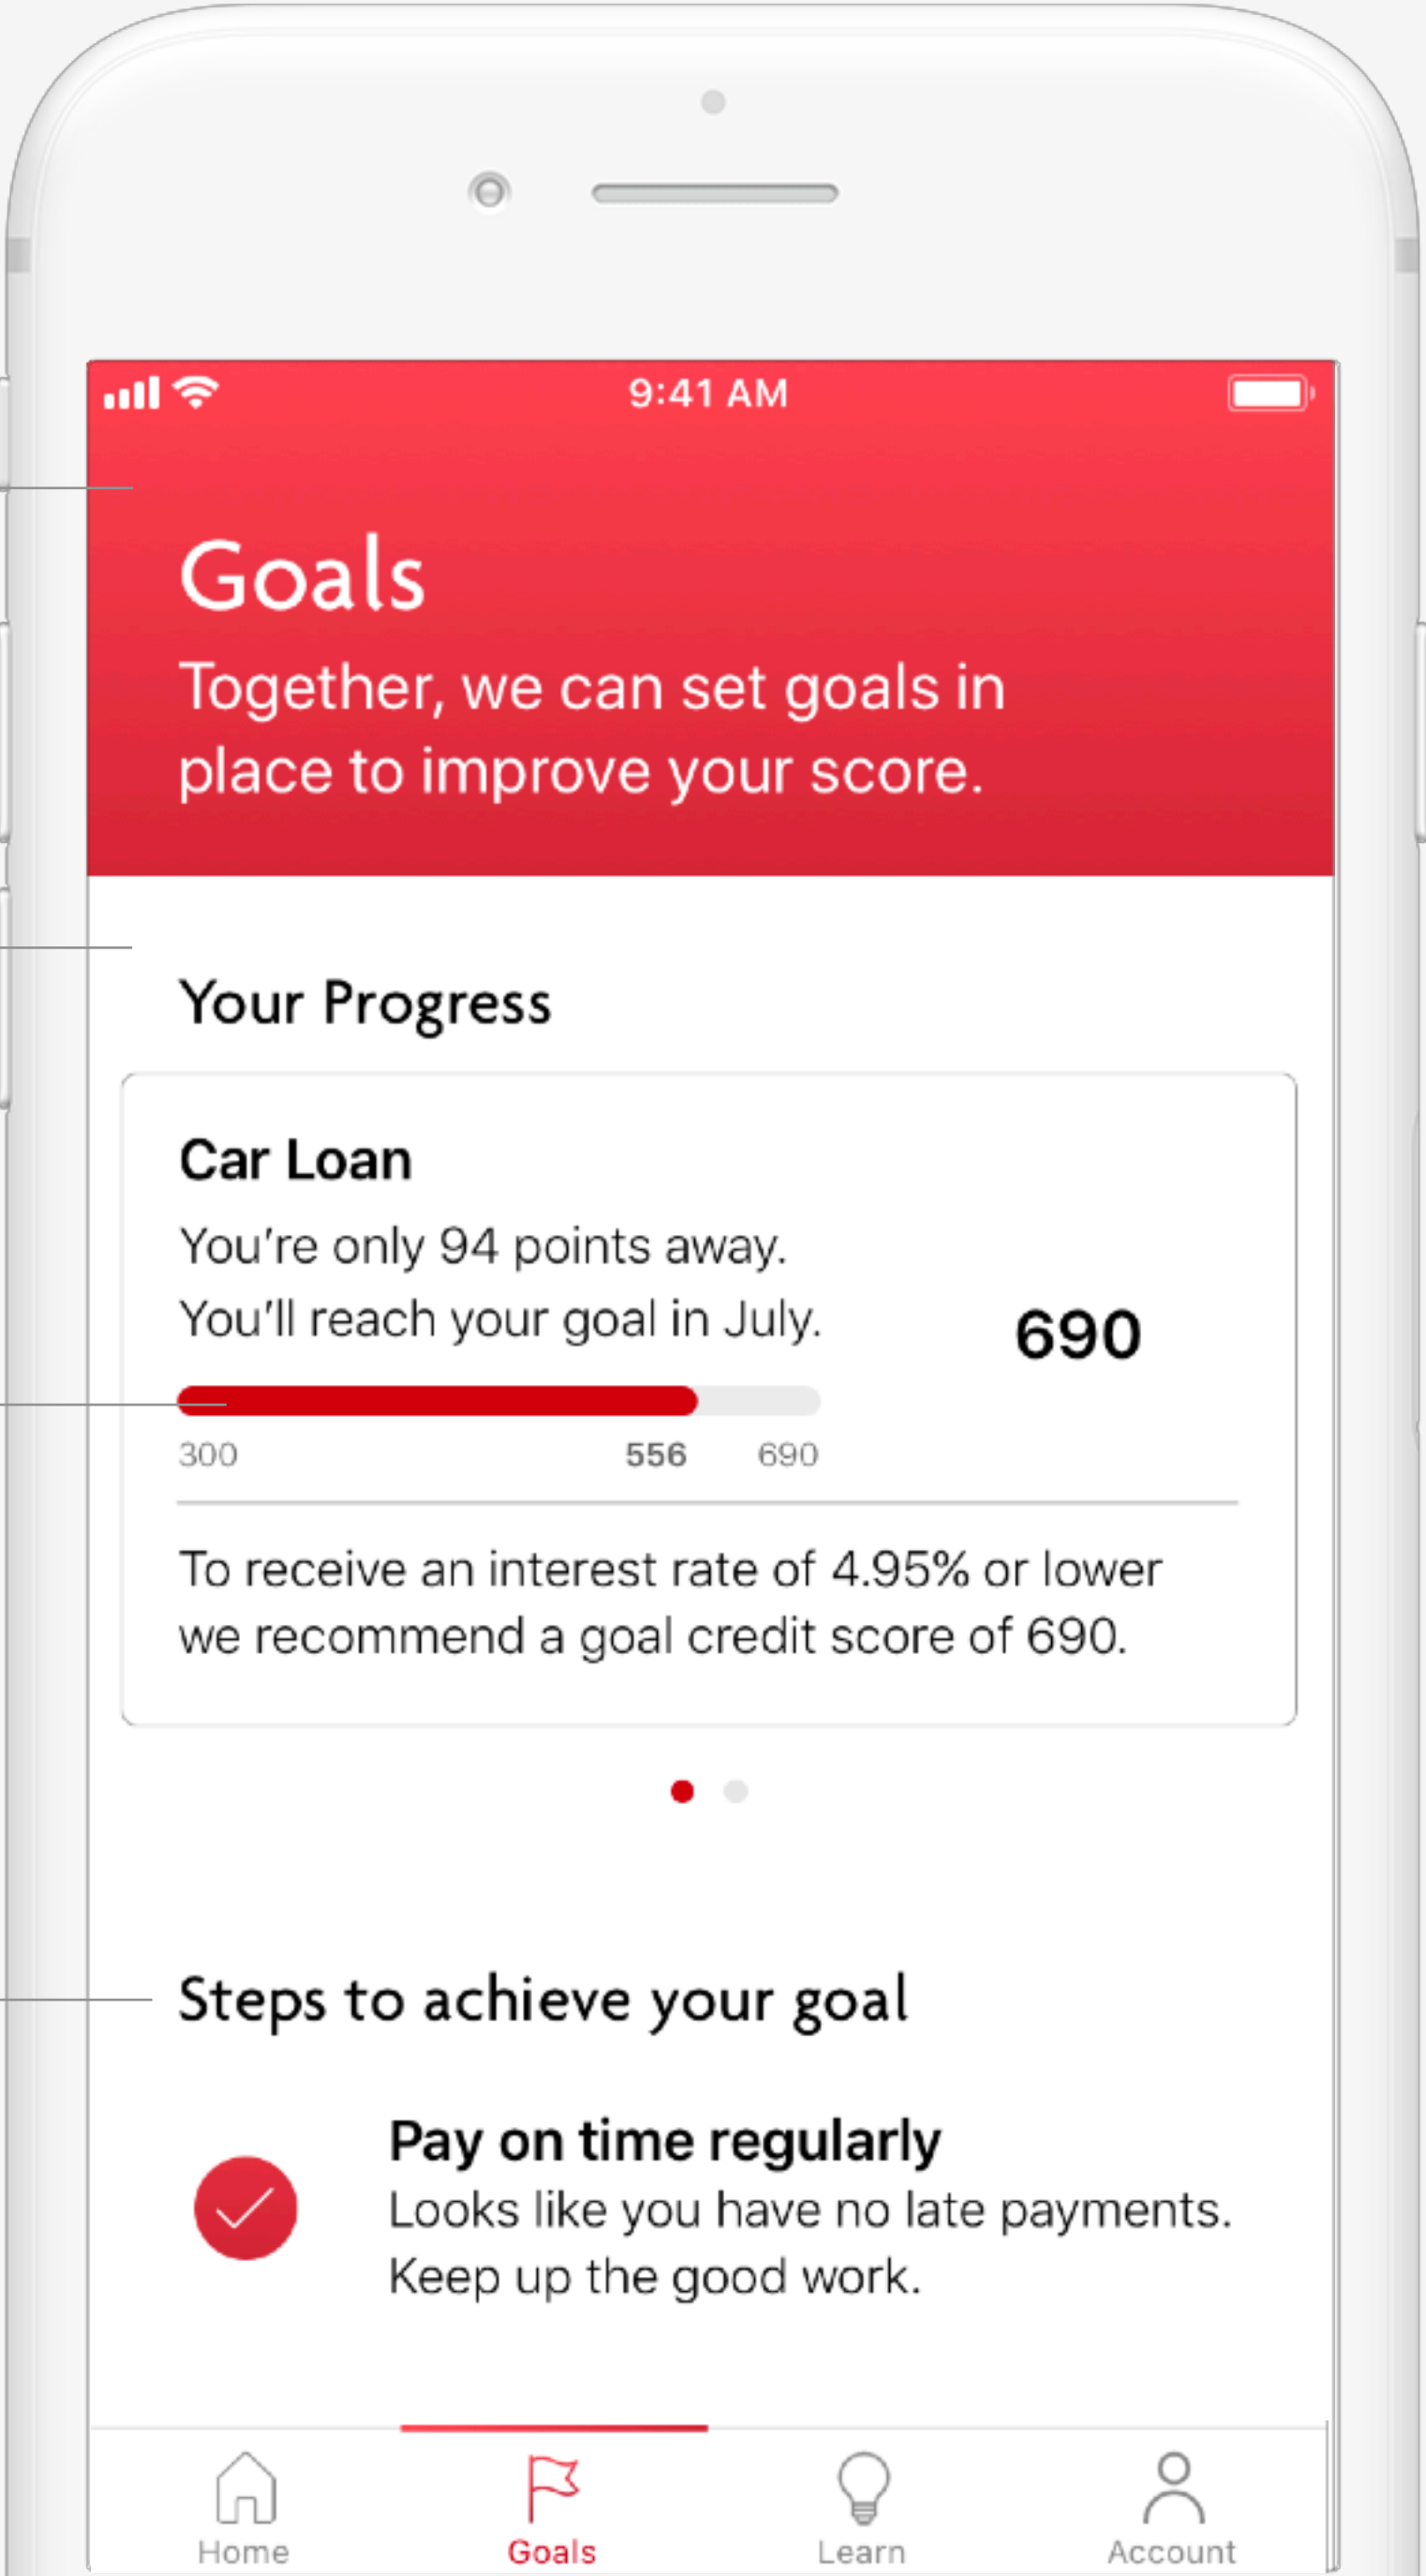 9:41 AM
Goals
Together, we can set goals in
place to improve your score.
Your Progress
Car Loan
You're only 94 points away.
You'll reach your goal in July.
690
300 556 690
To receive an interest rate of 4.95% or lower
we recommend a goal credit score of 690.
Steps to achieve your goal
Pay on time regularly
Looks like you have no late payments.
Keep up the good work.
Home Goals Learn Account